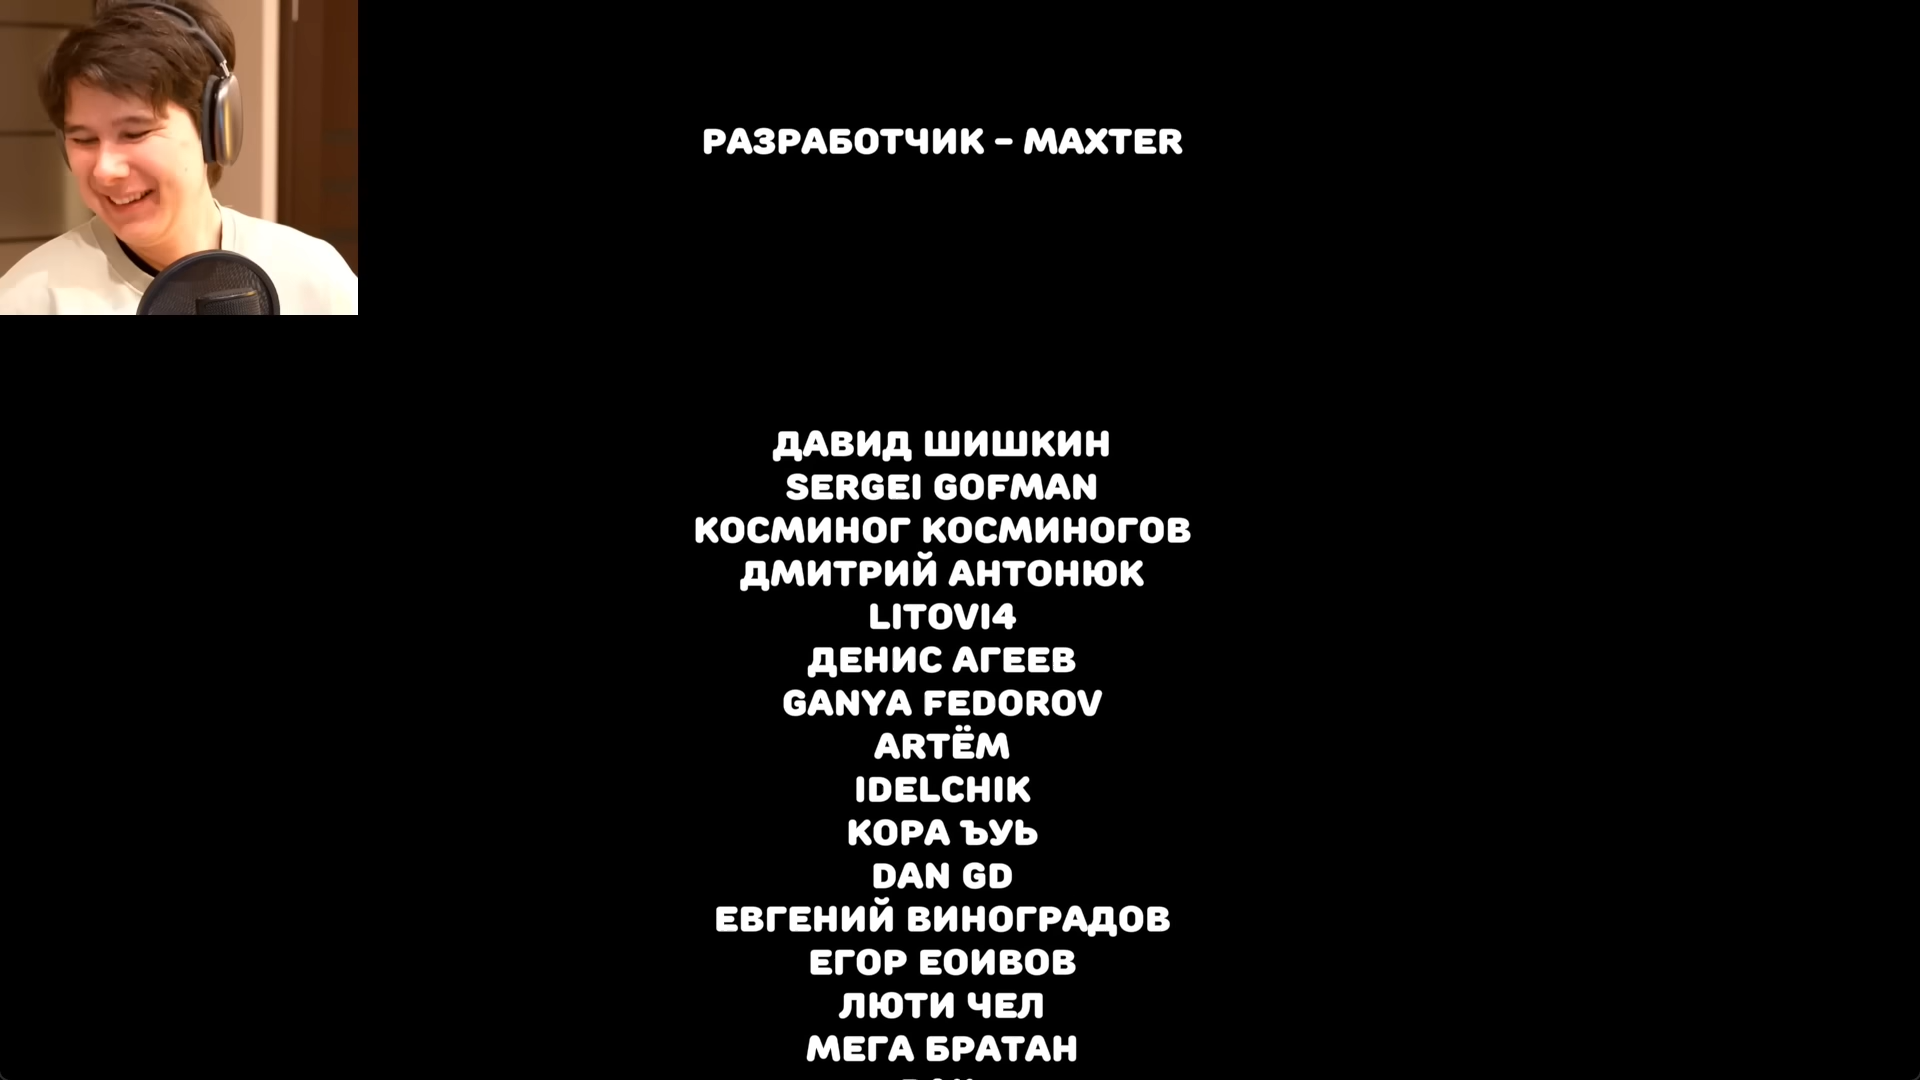 РАЗРАБОТЧИК – MAXTER
ДАВИД ШИШКИН
SERGEI GOFMAN
КОСМИНОГ КОСМИНОГОВ
ДМИТРИЙ АНТОНЮК
LITOVI4
ДЕНИС АГЕЕВ
GANYA FEDOROV
ARTЁM
IDELCHIK
КОРА ЪУЬ
DAN GD
ЕВГЕНИЙ ВИНОГРАДОВ
ЕГОР ЕОИВОВ
ЛЮТИ ЧЕЛ
МЕГА БРАТАН